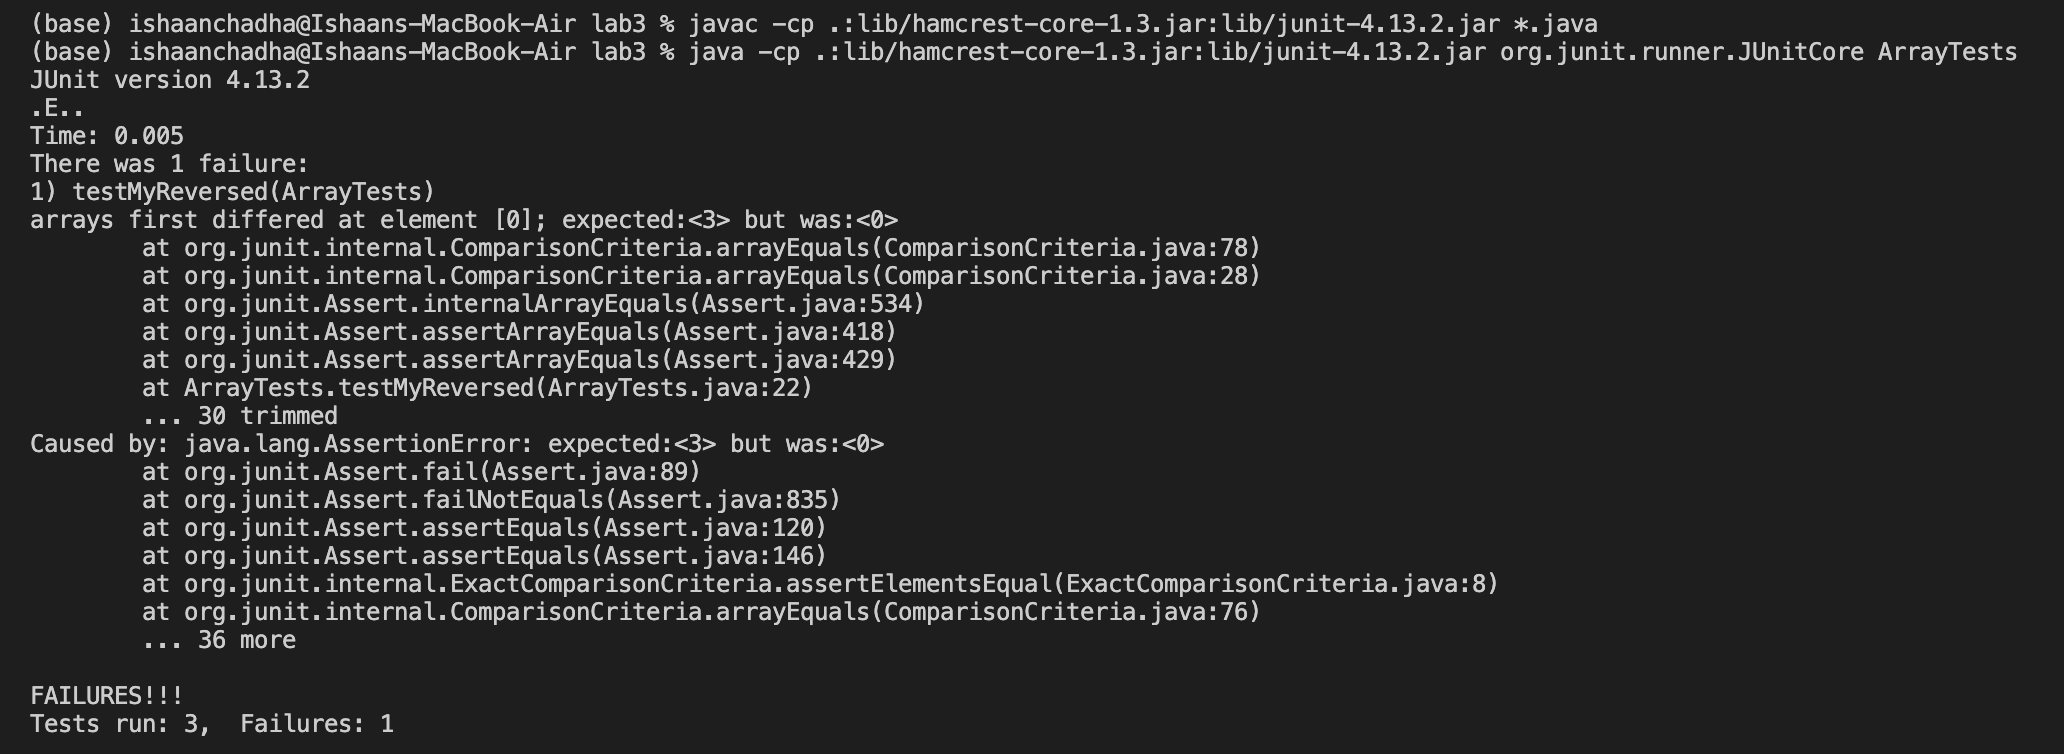 (base) ishaanchadha@Ishaans-MacBook-Air lab3 % javac -cp .:lib/hamcrest-core-1.3.jar:lib/junit-4.13.2.jar *.java
(base) ishaanchadha@Ishaans-MacBook-Air lab3 % java -cp .:lib/hamcrest-core-1.3.jar:lib/junit-4.13.2.jar org.junit.runner.JUnitCore ArrayTests
JUnit version 4.13.2
.E..
Time: 0.005
There was 1 failure:
1) testMyReversed(ArrayTests)
arrays first differed at element [0]; expected:<3> but was:<0>
        at org.junit.internal.ComparisonCriteria.arrayEquals(ComparisonCriteria.java:78)
        at org.junit.internal.ComparisonCriteria.arrayEquals(ComparisonCriteria.java:28)
        at org.junit.Assert.internalArrayEquals(Assert.java:534)
        at org.junit.Assert.assertArrayEquals(Assert.java:418)
        at org.junit.Assert.assertArrayEquals(Assert.java:429)
        at ArrayTests.testMyReversed(ArrayTests.java:22)
        ... 30 trimmed
Caused by: java.lang.AssertionError: expected:<3> but was:<0>
        at org.junit.Assert.fail(Assert.java:89)
        at org.junit.Assert.failNotEquals(Assert.java:835)
        at org.junit.Assert.assertEquals(Assert.java:120)
        at org.junit.Assert.assertEquals(Assert.java:146)
        at org.junit.internal.ExactComparisonCriteria.assertElementsEqual(ExactComparisonCriteria.java:8)
        at org.junit.internal.ComparisonCriteria.arrayEquals(ComparisonCriteria.java:76)
        ... 36 more

FAILURES!!!
Tests run: 3,  Failures: 1